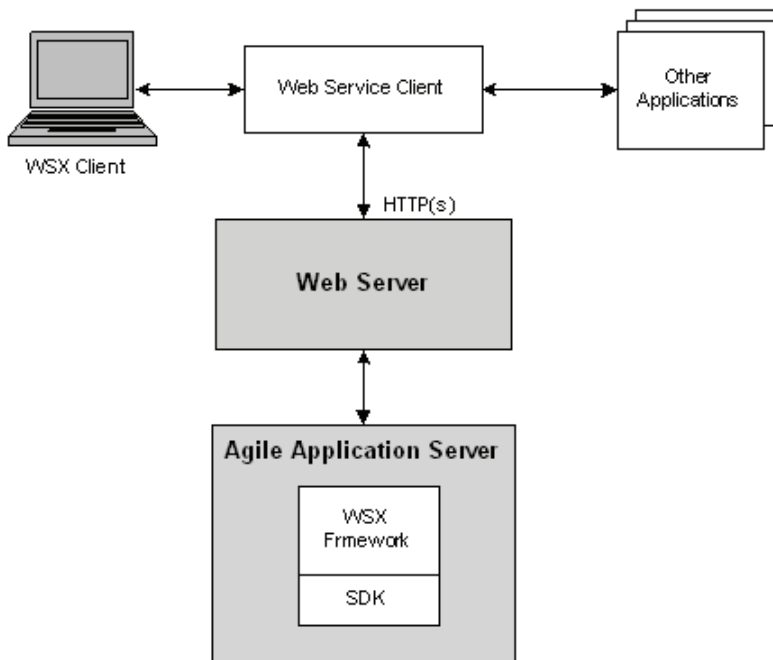 Web Service Client
Other
Applications
WSX Client
HTTP(s)
Web Server
Agile Application Server
WSX
Frmework
SDK